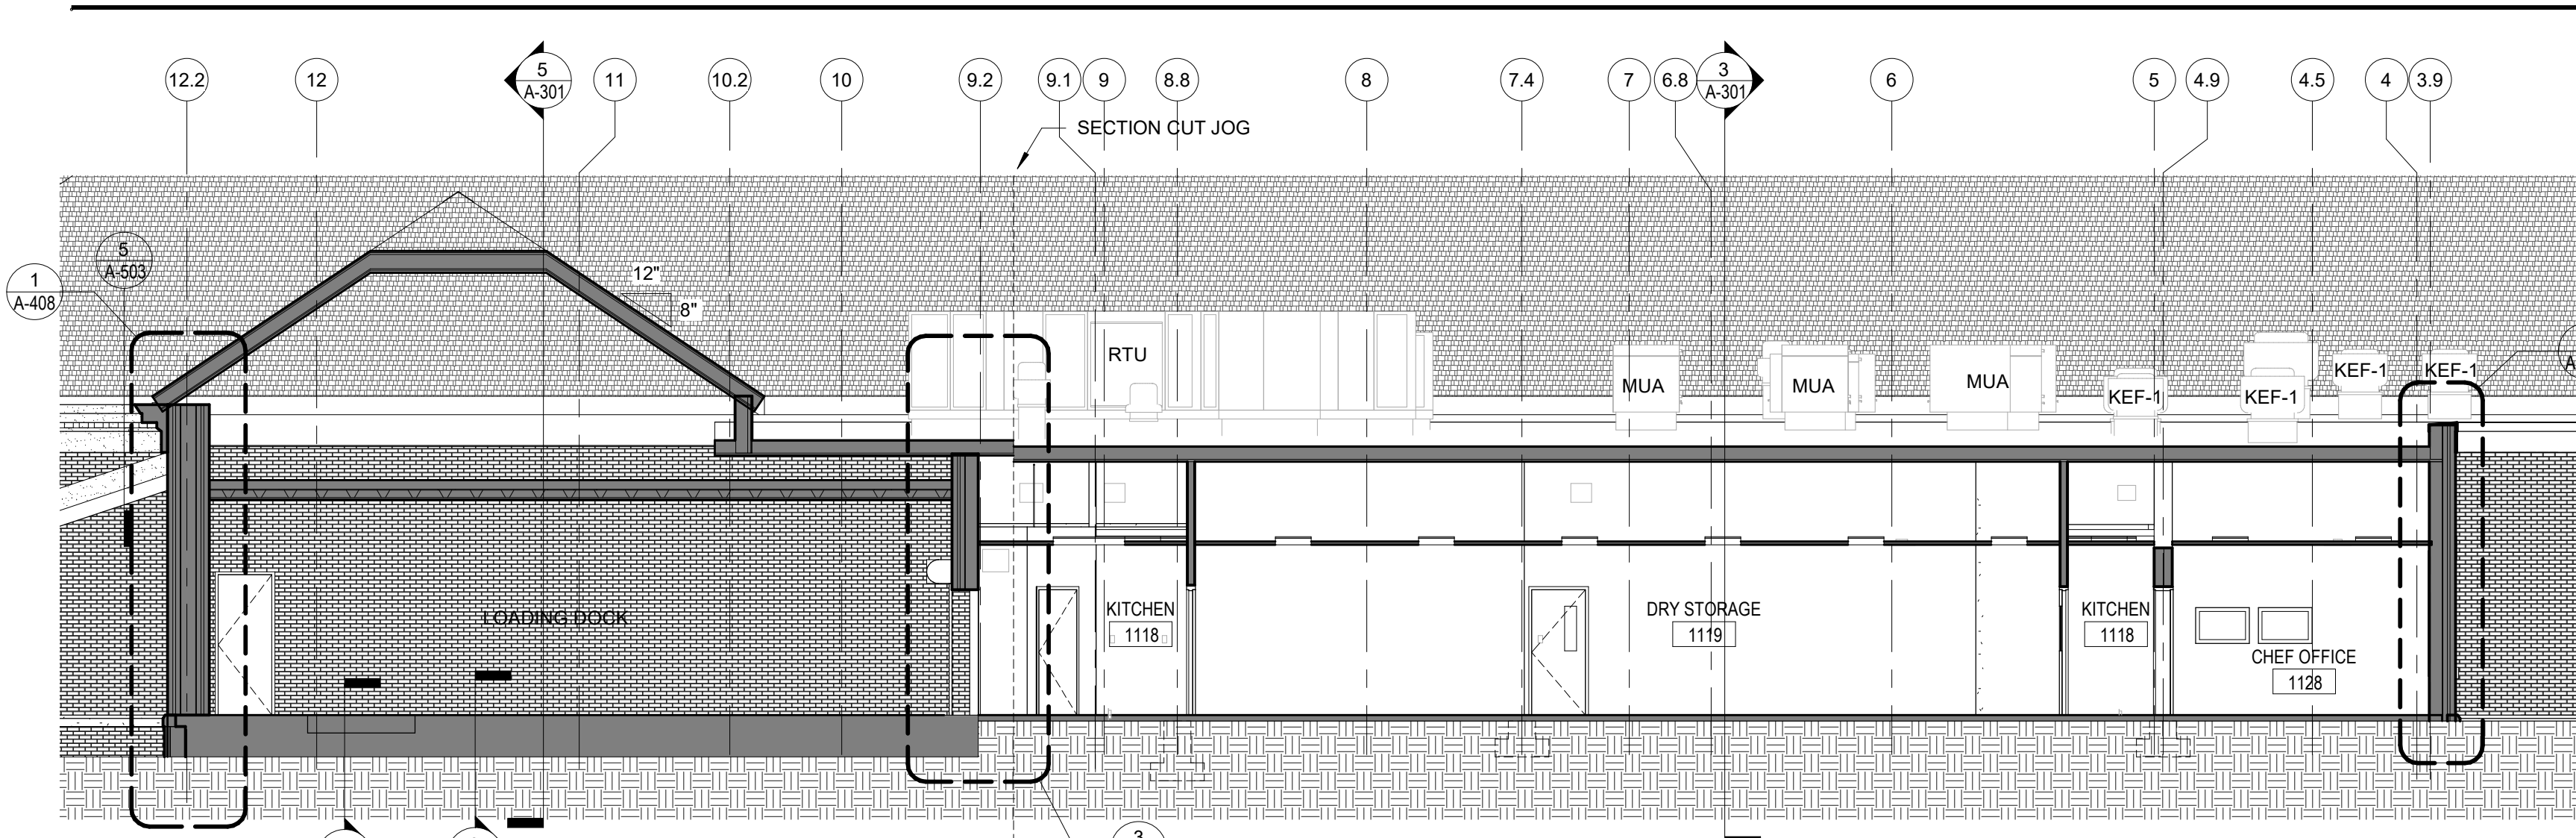 12.2
12
5
A-301
11
10.2
10
9.2
9.1
9
8.8
8
7.4
7
6.8
3
A-301
6
5
4.9
4.5
4
3.9
SECTION CUT JOG
5
A-503
1
A-408
12"
8"
RTU
MUA
MUA
MUA
KEF-1
KEF-1
KEF-1
KEF-1
LOADING DOCK
KITCHEN
1118
DRY STORAGE
1119
KITCHEN
1118
CHEF OFFICE
1128
3